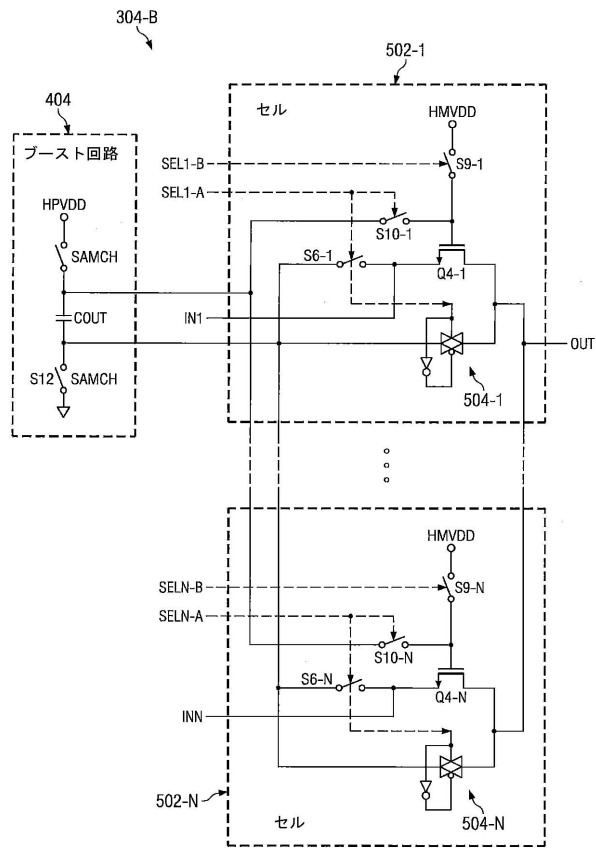 304-B
502-1
404
セル
ブースト回路
HMVDD
SEL1-B
S9-1
HPVDD
SEL1-A
SAMCH
S10-1
S6-1
Q4-1
COUT
IN1
OUT
S12
SAMCH
504-1
HMVDD
SELN-B
S9-N
SELN-A
S10-N
S6-N
Q4-N
INN
502-N
セル
504-N